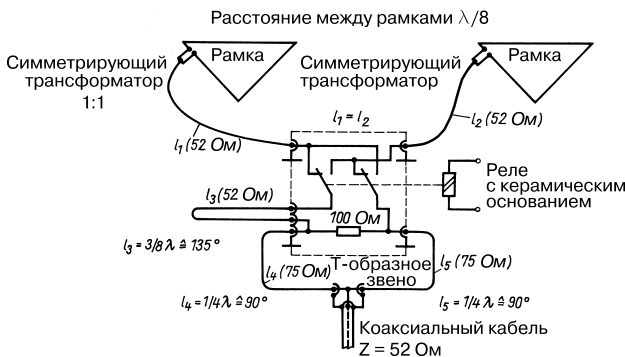 Расстояние между рамками λ/8
Симметрирующий
трансформатор
1:1
Рамка
Симметрирующий
трансформатор
Рамка
l₁ = l₂
l₁ (52 Ом)
l₂ (52 Ом)
Реле
с керамическим
основанием
l₃ (52 Ом)
100 Ом
l₃ = 3/8 λ ≙ 135°
l₄ (75 Ом)
Т-образное
звено
l₅ (75 Ом)
l₄ = 1/4 λ ≙ 90°
l₅ = 1/4 λ ≙ 90°
Коаксиальный кабель
Z = 52 Ом